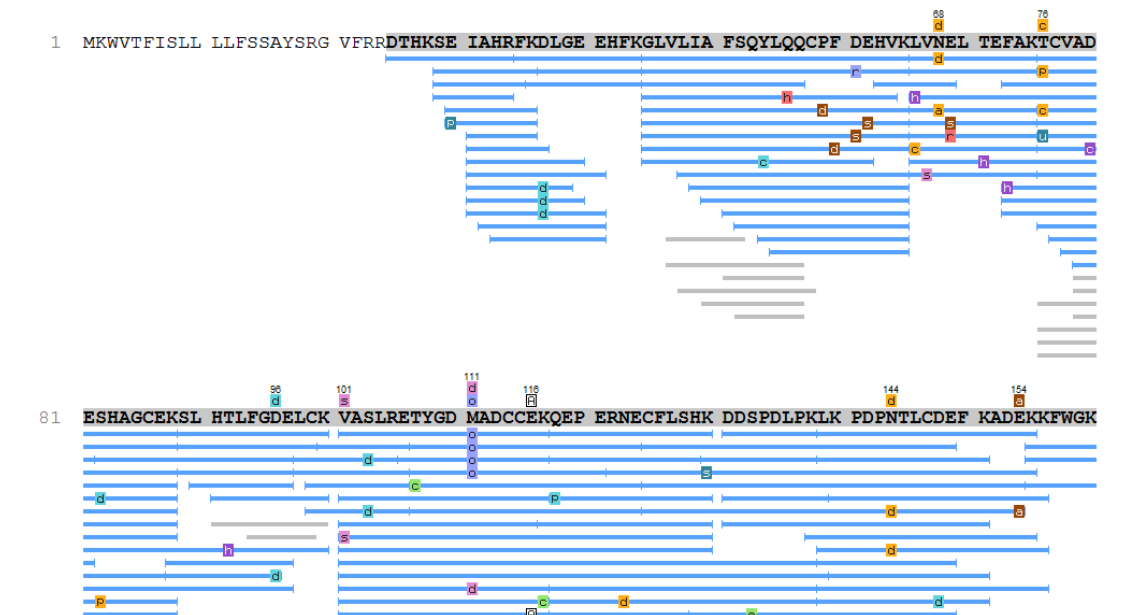 68 76
d c
1 MKWVTFISLL LLFSSAYSRG VFRRDTHKSE IAHRFKDLGE EHFKGLVLIA FSQYLQQCPF DEHVKLVNEL TEFAKTCVAD
d
r p
h h
d a c
p s s
s r u
d c c
c h
s
d h
d
d
111
96 101 d 116 144 154
d s o A d a
81 ESHAGCEKSL HTLFGDELCK VASLRETYGD MADCCEKQEP ERNECFLSHK DDSPDLPKLK PDPNTLCDEF KADEKKFWGK
o
o
d o
o s
c
d p
d d a
s
h d
d
d
p c d d